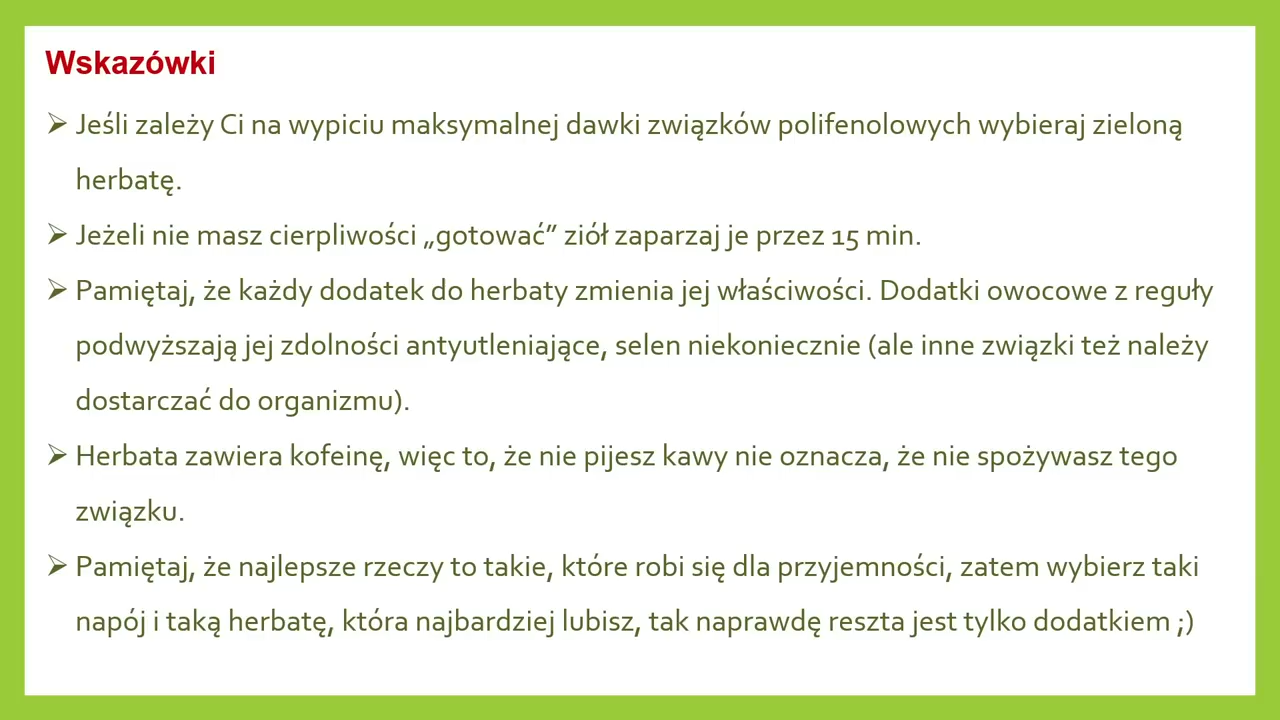 Wskazówki
➢ Jeśli zależy Ci na wypiciu maksymalnej dawki związków polifenolowych wybieraj zieloną
herbatę.
➢ Jeżeli nie masz cierpliwości „gotować” ziół zaparzaj je przez 15 min.
➢ Pamiętaj, że każdy dodatek do herbaty zmienia jej właściwości. Dodatki owocowe z reguły
podwyższają jej zdolności antyutleniające, selen niekoniecznie (ale inne związki też należy
dostarczać do organizmu).
➢ Herbata zawiera kofeinę, więc to, że nie pijesz kawy nie oznacza, że nie spożywasz tego
związku.
➢ Pamiętaj, że najlepsze rzeczy to takie, które robi się dla przyjemności, zatem wybierz taki
napój i taką herbatę, która najbardziej lubisz, tak naprawdę reszta jest tylko dodatkiem ;)